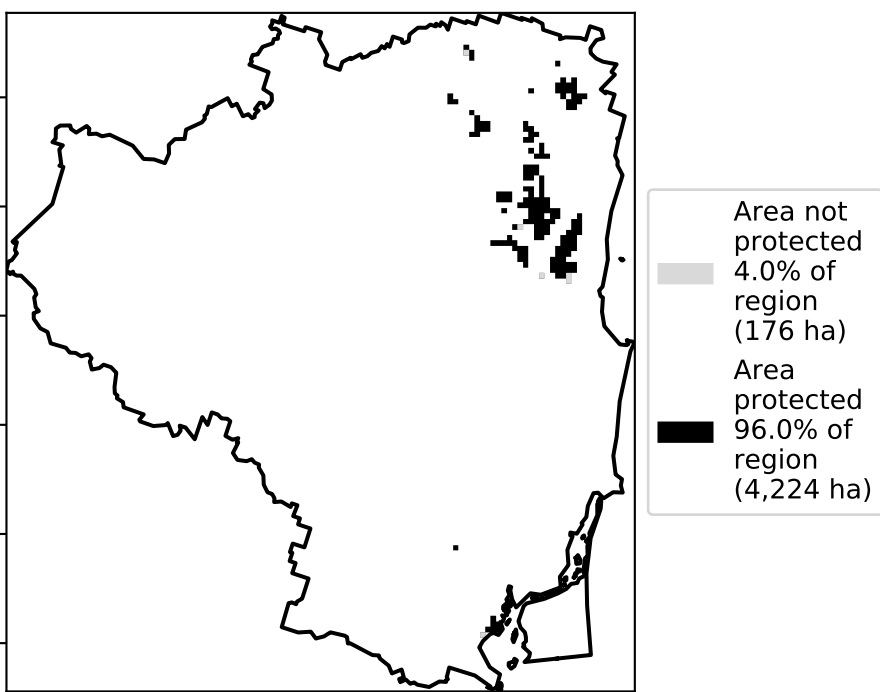 Area not
protected
4.0% of
region
(176 ha)
Area
protected
96.0% of
region
(4,224 ha)